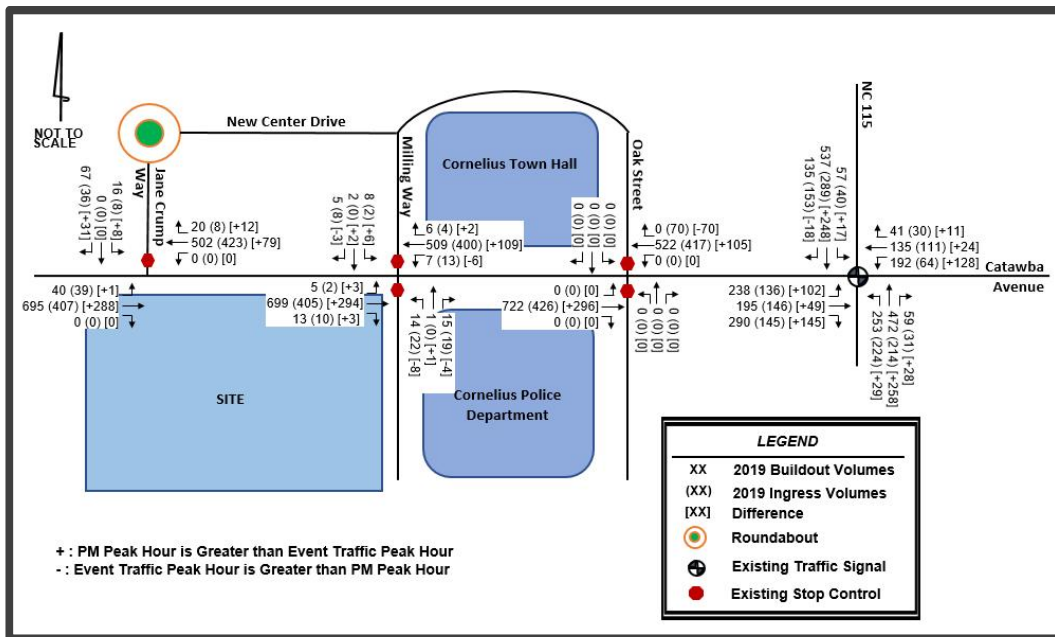 NOT TO
SCALE
New Center Drive
Jane Crump
Way
Milling Way
Cornelius Town Hall
Oak Street
NC 115
67 (36) [+31]
0 (0) [0]
16 (8) [+8]
20 (8) [+12]
502 (423) [+79]
0 (0) [0]
5 (8) [-3]
2 (0) [+2]
8 (2) [+6]
6 (4) [+2]
509 (400) [+109]
7 (13) [-6]
0 (0) [0]
0 (0) [0]
0 (0) [0]
0 (70) [-70]
522 (417) [+105]
0 (0) [0]
135 (153) [-18]
537 (289) [+248]
57 (40) [+17]
41 (30) [+11]
135 (111) [+24]
192 (64) [+128]
Catawba
Avenue
40 (39) [+1]
695 (407) [+288]
0 (0) [0]
5 (2) [+3]
699 (405) [+294]
13 (10) [+3]
14 (22) [-8]
1 (0) [+1]
15 (19) [-4]
0 (0) [0]
722 (426) [+296]
0 (0) [0]
0 (0) [0]
0 (0) [0]
0 (0) [0]
238 (136) [+102]
195 (146) [+49]
290 (145) [+145]
253 (224) [+29]
472 (214) [+258]
59 (31) [+28]
SITE
Cornelius Police
Department
LEGEND
XX 2019 Buildout Volumes
(XX) 2019 Ingress Volumes
[XX] Difference
Roundabout
Existing Traffic Signal
Existing Stop Control
+ : PM Peak Hour is Greater than Event Traffic Peak Hour
- : Event Traffic Peak Hour is Greater than PM Peak Hour